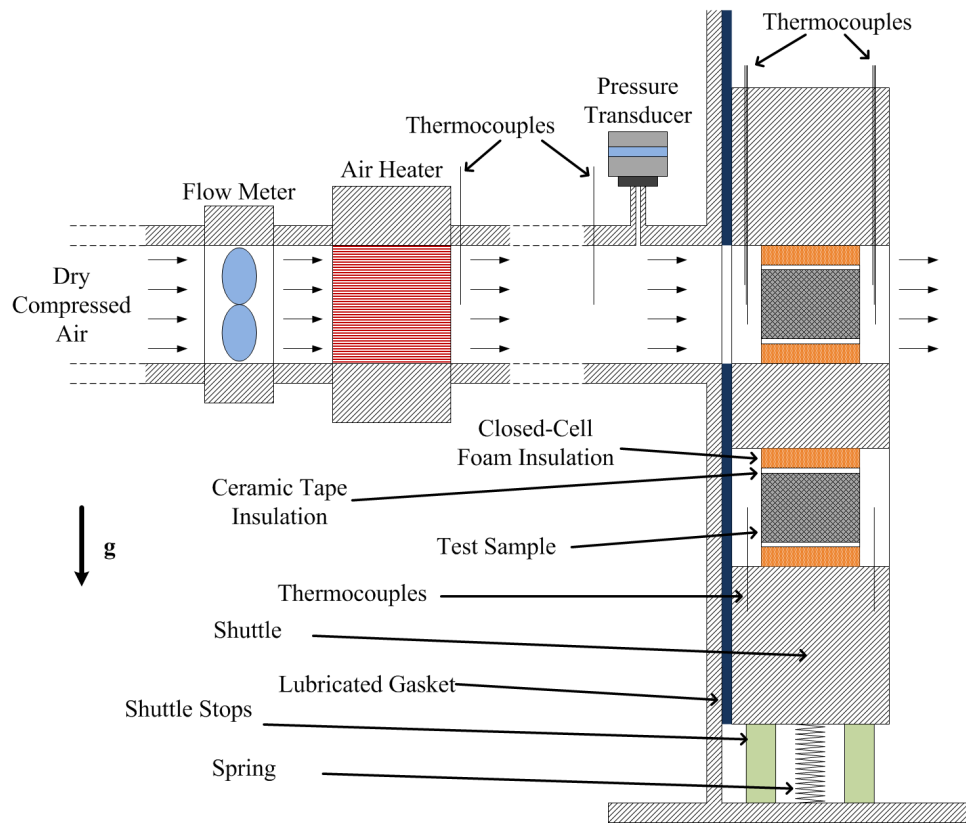 Thermocouples
Pressure
Transducer
Thermocouples
Air Heater
Flow Meter
Dry
Compressed
Air
Closed-Cell
Foam Insulation
Ceramic Tape
Insulation
g
Test Sample
Thermocouples
Shuttle
Lubricated Gasket
Shuttle Stops
Spring